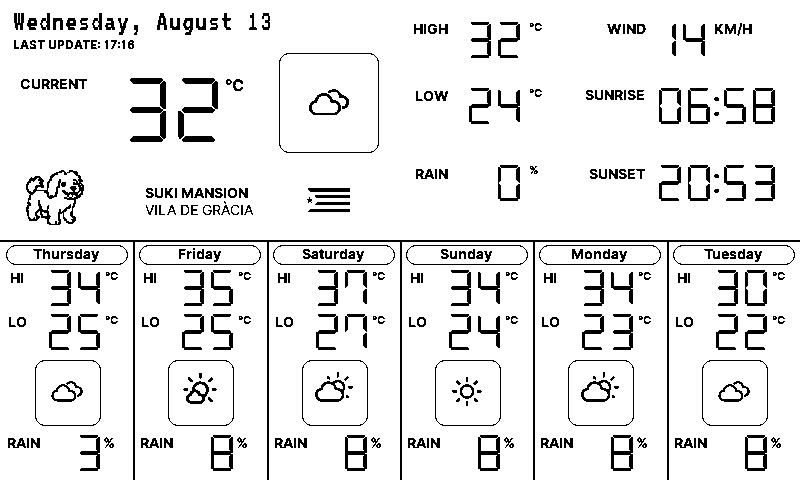 Wednesday, August 13
LAST UPDATE: 17:16
CURRENT 32 °C
SUKI MANSION
VILA DE GRÀCIA
HIGH 32 °C
LOW 24 °C
RAIN 0 %
WIND 14 KM/H
SUNRISE 06:58
SUNSET 20:53
Thursday
HI 34 °C
LO 25 °C
RAIN 3 %
Friday
HI 35 °C
LO 25 °C
RAIN 8 %
Saturday
HI 37 °C
LO 27 °C
RAIN 8 %
Sunday
HI 34 °C
LO 24 °C
RAIN 8 %
Monday
HI 34 °C
LO 23 °C
RAIN 8 %
Tuesday
HI 30 °C
LO 22 °C
RAIN 8 %